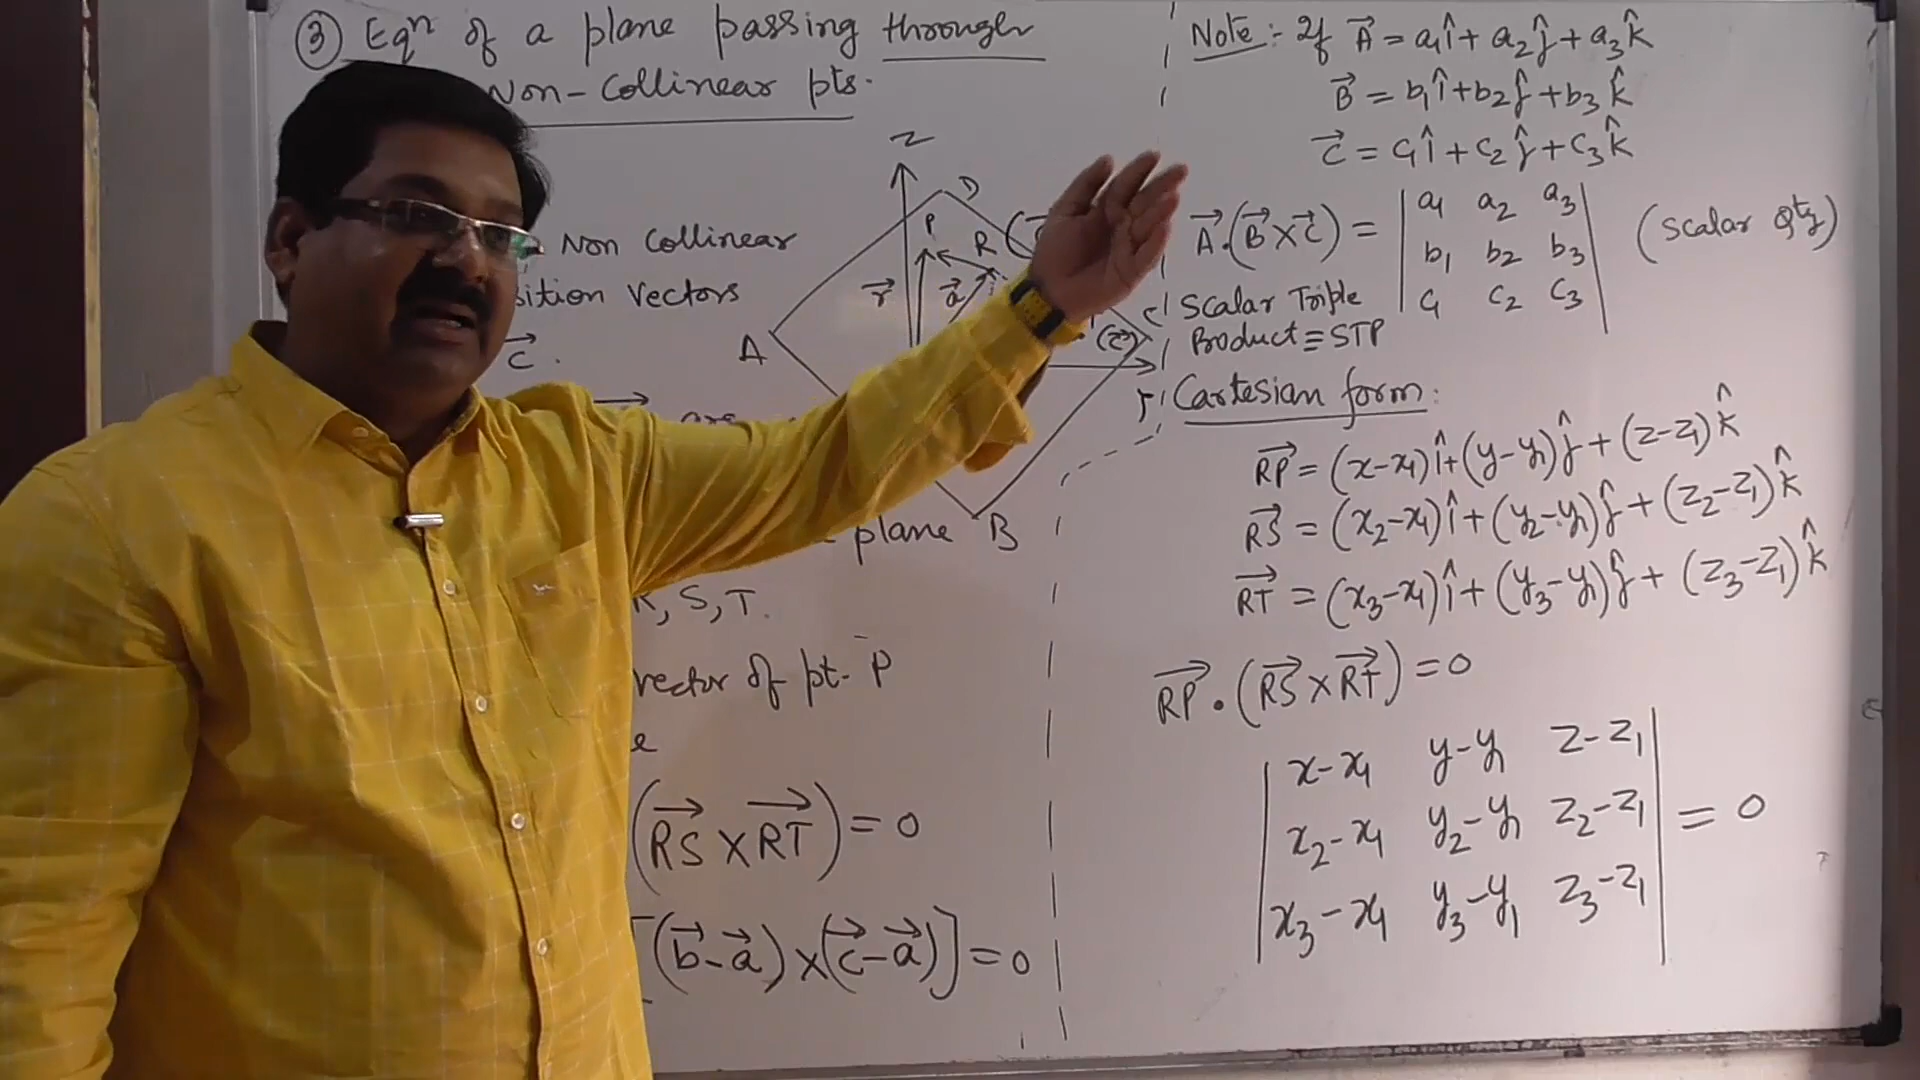 ③ Eqⁿ of a plane passing through
Non-Collinear pts.
Non Collinear
sition vectors
c⃗ .
are
plane
R, S, T.
vector of pt. P
(RS⃗ × RT⃗) = 0
[(b⃗-a⃗) × (c⃗-a⃗)] = 0
Z
D
P
R
r⃗
a⃗
A
C
(c⃗)
Y
B
Note :- If A⃗ = a₁î + a₂ĵ + a₃k̂
B⃗ = b₁î + b₂ĵ + b₃k̂
C⃗ = c₁î + c₂ĵ + c₃k̂
A⃗.(B⃗×C⃗) = | a₁ a₂ a₃ | (Scalar Qty)
| b₁ b₂ b₃ |
| c₁ c₂ c₃ |
Scalar Triple
Product ≡ STP
Cartesian form :
RP⃗ = (x-x₁)î + (y-y₁)ĵ + (z-z₁)k̂
RS⃗ = (x₂-x₁)î + (y₂-y₁)ĵ + (z₂-z₁)k̂
RT⃗ = (x₃-x₁)î + (y₃-y₁)ĵ + (z₃-z₁)k̂
RP⃗ . (RS⃗ × RT⃗) = 0
| x-x₁ y-y₁ z-z₁ |
| x₂-x₁ y₂-y₁ z₂-z₁ | = 0
| x₃-x₁ y₃-y₁ z₃-z₁ |